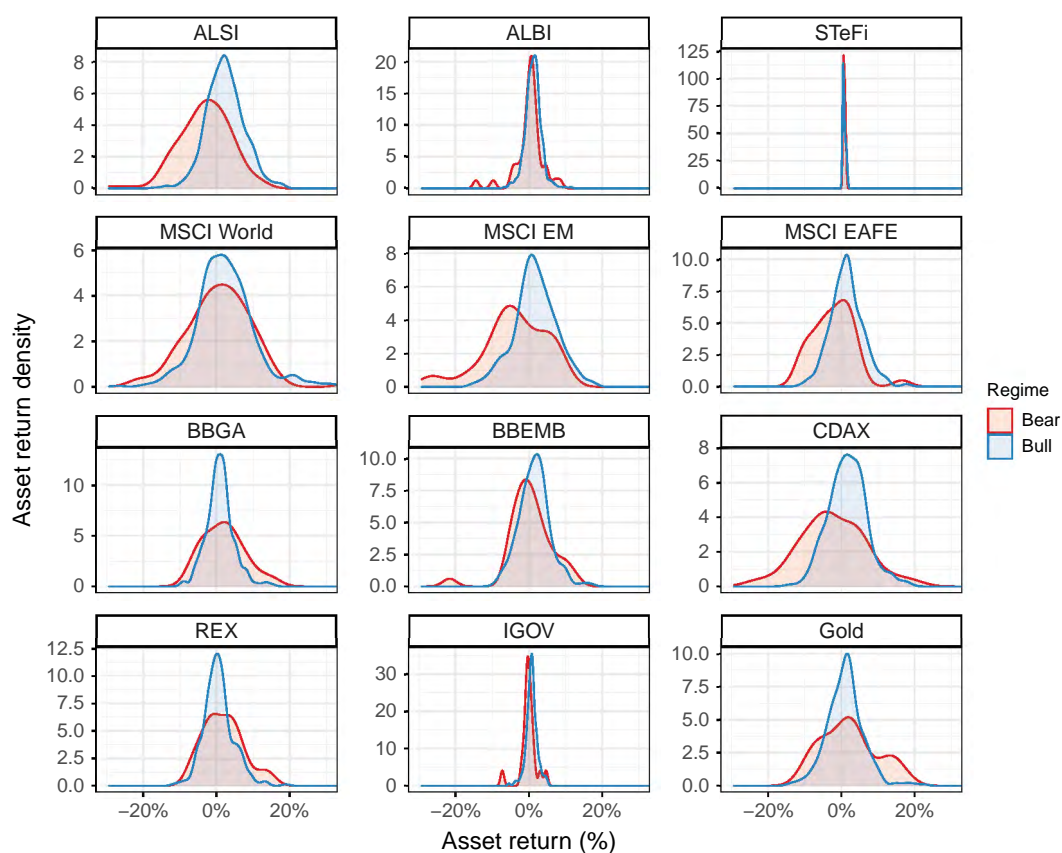 ALSI ALBI STeFi
8 6 4 2 0
20 15 10 5 0
125 100 75 50 25 0
MSCI World MSCI EM MSCI EAFE
6 4 2 0
8 6 4 2 0
10.0 7.5 5.0 2.5 0.0
BBGA BBEMB CDAX
10 5 0
10.0 7.5 5.0 2.5 0.0
8 6 4 2 0
REX IGOV Gold
12.5 10.0 7.5 5.0 2.5 0.0
30 20 10 0
10.0 7.5 5.0 2.5 0.0
−20% 0% 20% −20% 0% 20% −20% 0% 20%
Asset return (%)
Asset return density
Regime
Bear
Bull